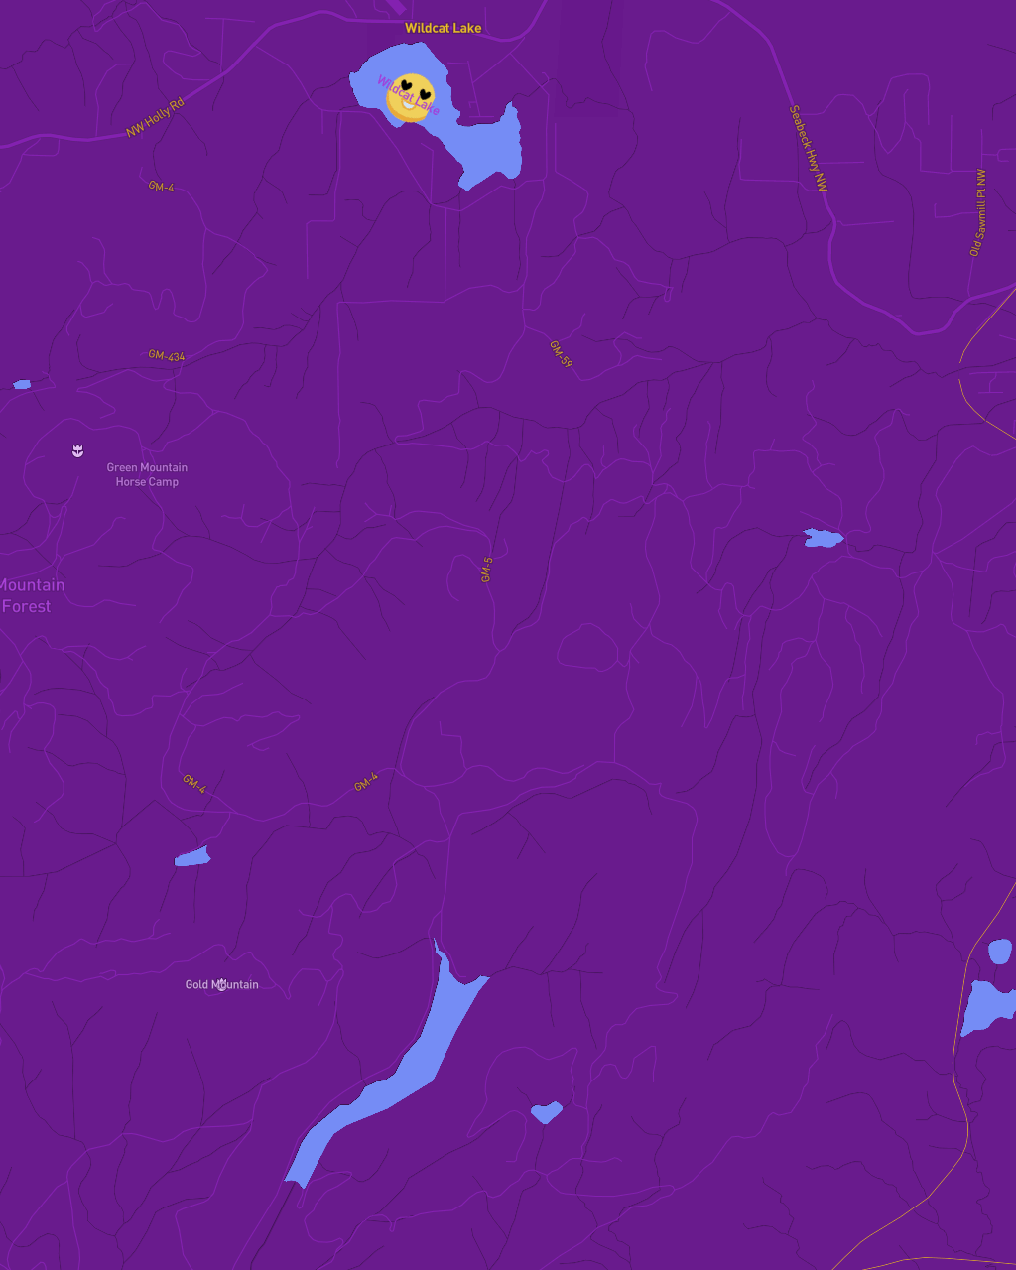 Wildcat Lake
Wildcat Lake
NW Holly Rd
Seabeck Hwy NW
GM-4
Old Sawmill Pl NW
GM-434
GM-59
Green Mountain
Horse Camp
GM-5
Mountain
Forest
GM-4
GM-4
Gold Mountain